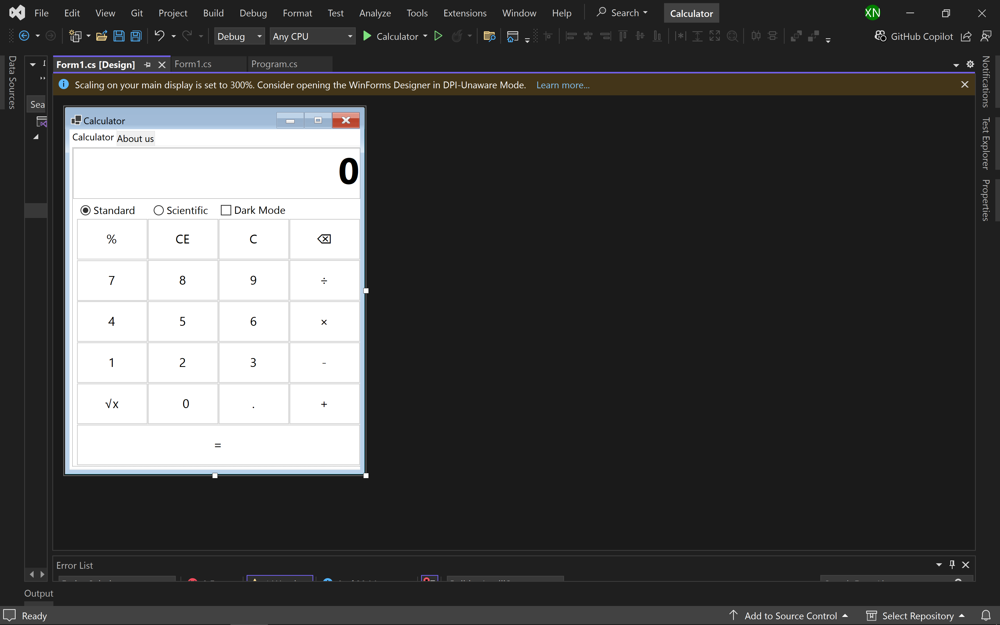 File Edit View Git Project Build Debug Format Test Analyze Tools Extensions Window Help Search Calculator XN
Debug Any CPU Calculator GitHub Copilot
Data Sources
Sea
Form1.cs [Design] Form1.cs Program.cs
Scaling on your main display is set to 300%. Consider opening the WinForms Designer in DPI-Unaware Mode. Learn more...
Calculator
Calculator About us
0
Standard Scientific Dark Mode
% CE C ⌫
7 8 9 ÷
4 5 6 ×
1 2 3 -
√x 0 . +
=
Notifications
Test Explorer
Properties
Error List
Output
Ready Add to Source Control Select Repository